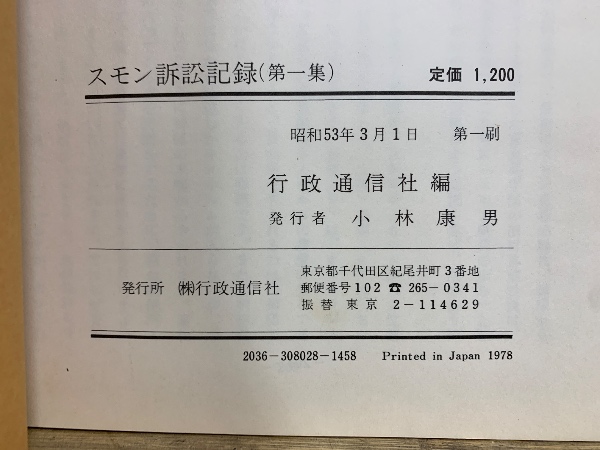 スモン訴訟記録(第一集) 定価 1,200
昭和53年3月1日 第一刷
行政通信社編
発行者 小林康男
発行所 ㈱行政通信社
東京都千代田区紀尾井町3番地
郵便番号102 ☎ 265-0341
振替 東京 2-114629
2036-308028-1458 Printed in Japan 1978